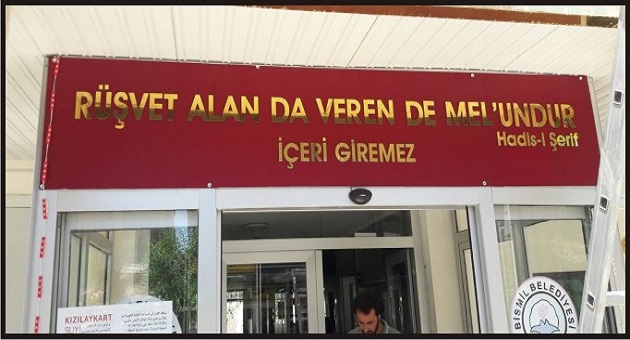 RÜŞVET ALAN DA VEREN DE MEL'UNDUR
Hadis-i Şerif
İÇERİ GİREMEZ
KIZILAYKART
BİSMİL BELEDİYESİ